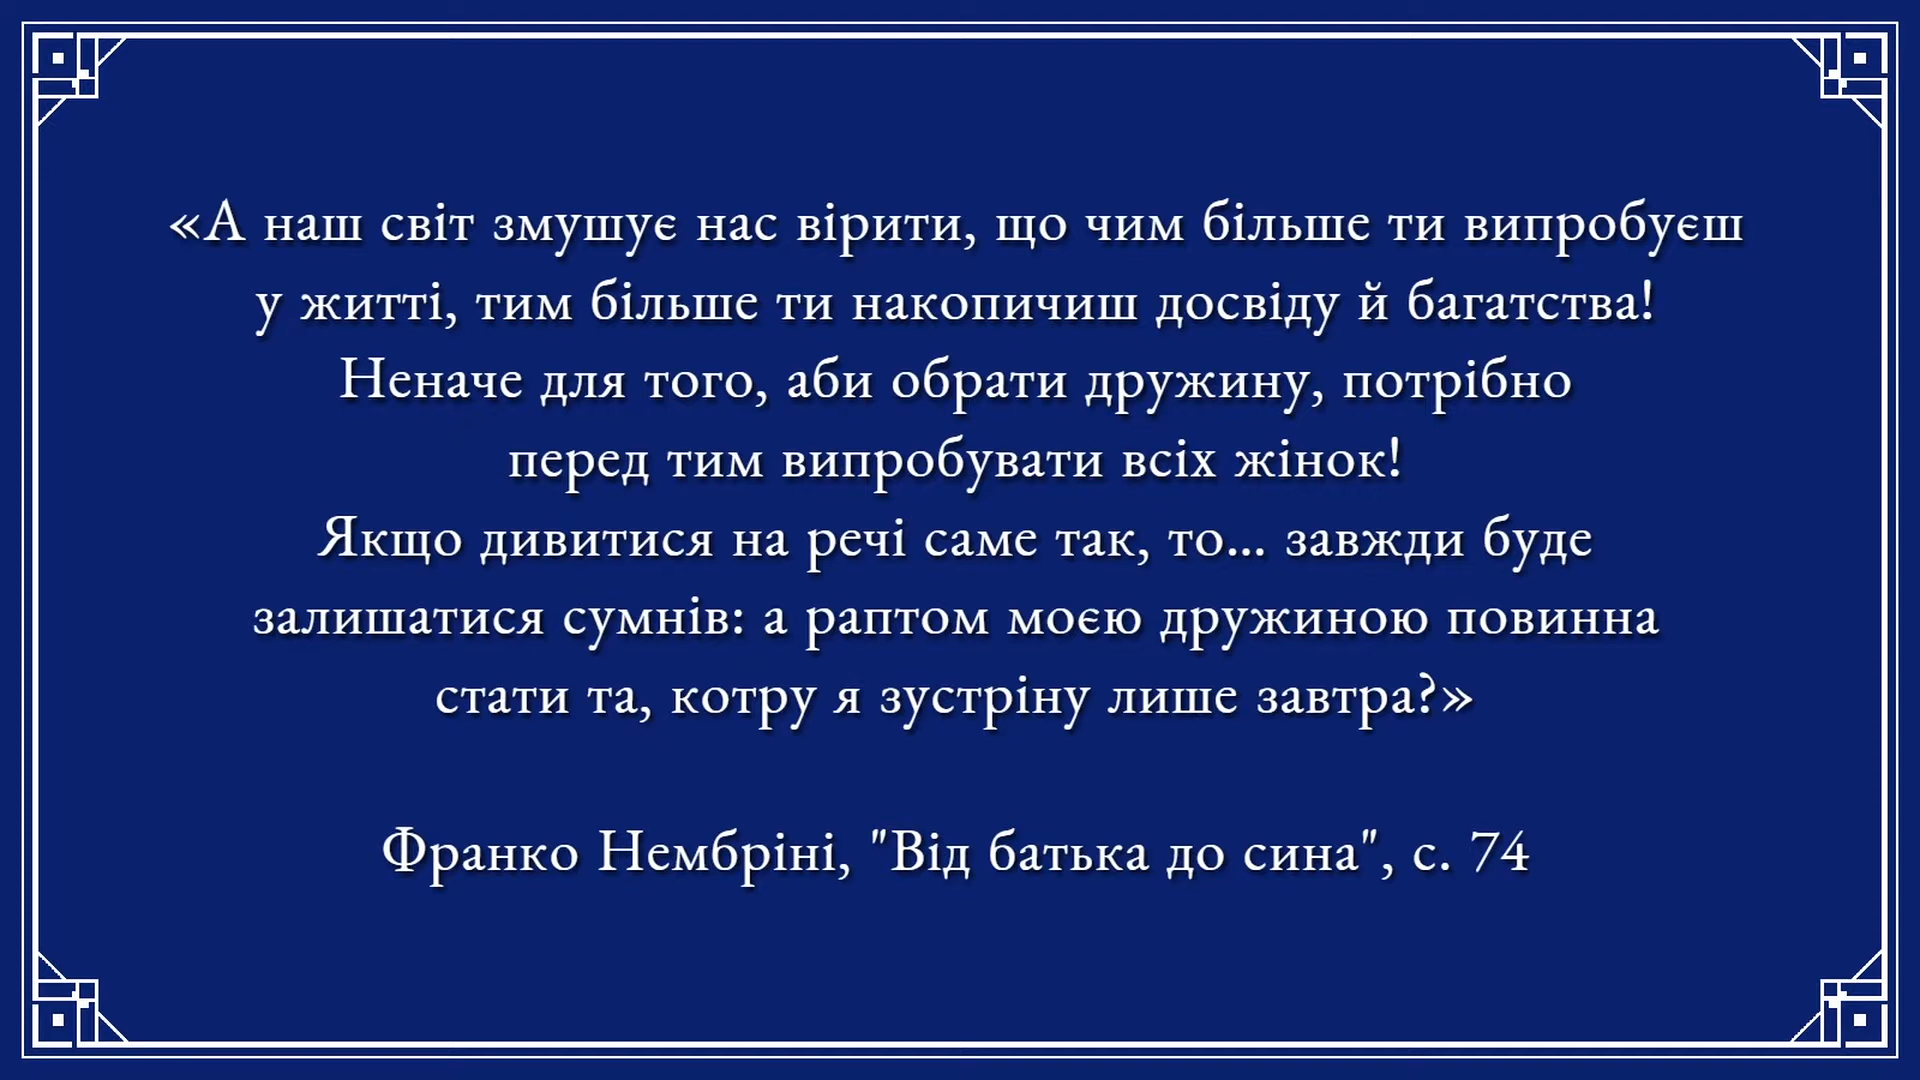 «А наш світ змушує нас вірити, що чим більше ти випробуєш
у житті, тим більше ти накопичиш досвіду й багатства!
Неначе для того, аби обрати дружину, потрібно
перед тим випробувати всіх жінок!
Якщо дивитися на речі саме так, то... завжди буде
залишатися сумнів: а раптом моєю дружиною повинна
стати та, котру я зустріну лише завтра?»
Франко Нембріні, "Від батька до сина", с. 74